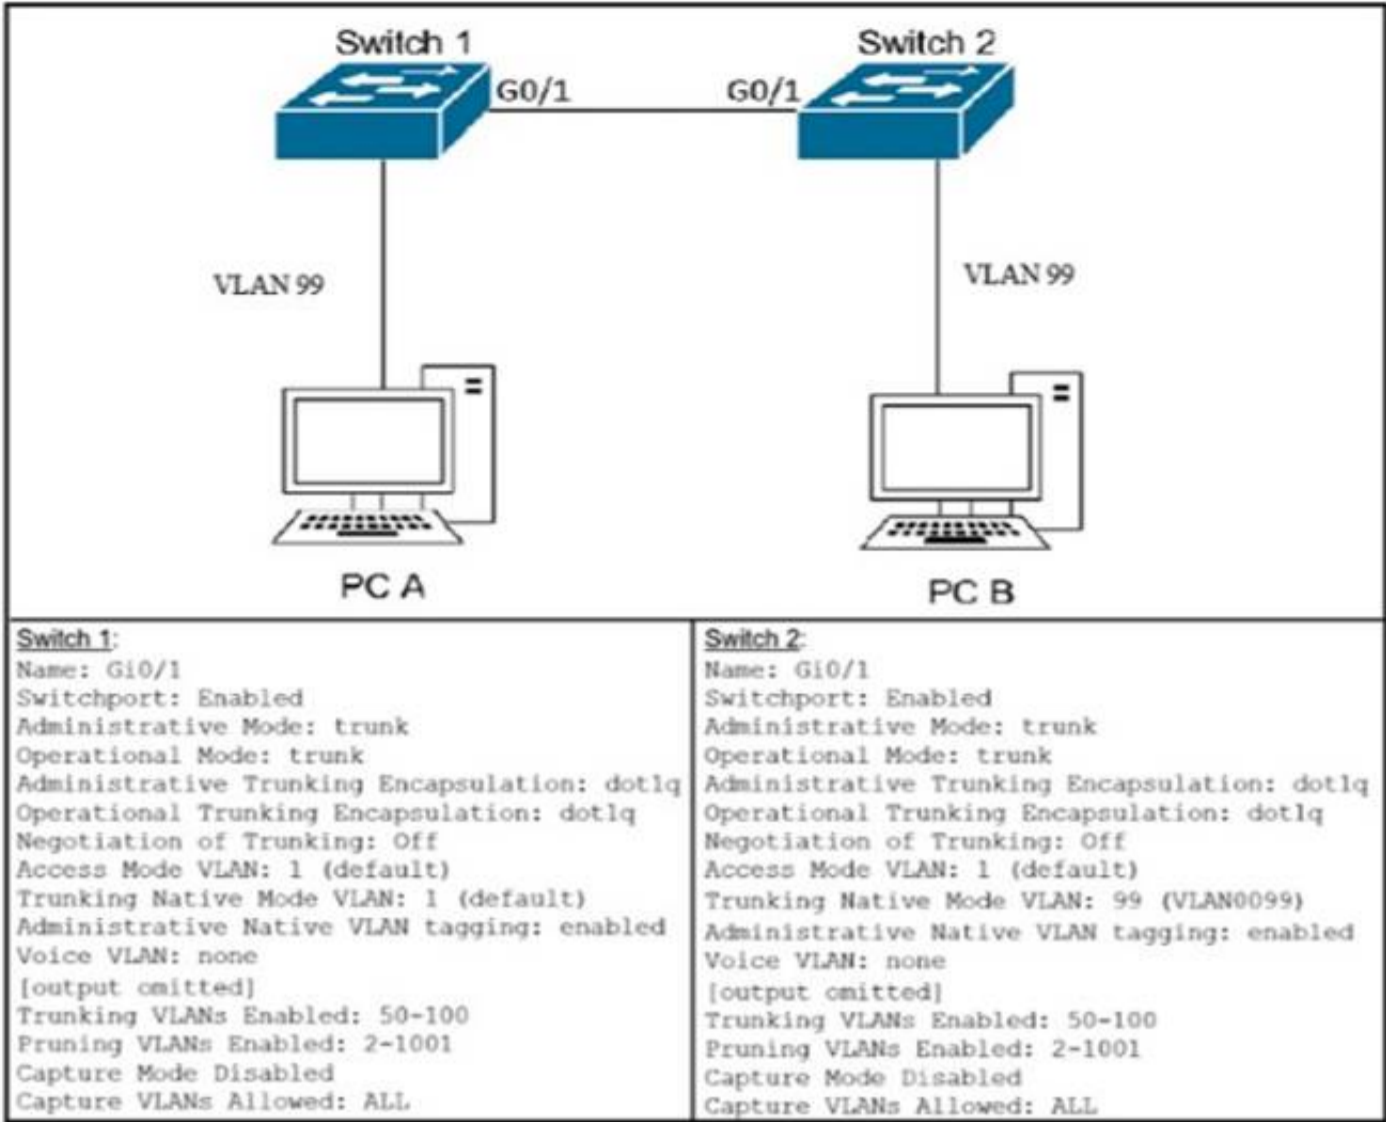 Switch 1
Switch 2
G0/1
G0/1
VLAN 99
VLAN 99
PC A
PC B
Switch 1:
Name: Gi0/1
Switchport: Enabled
Administrative Mode: trunk
Operational Mode: trunk
Administrative Trunking Encapsulation: dot1q
Operational Trunking Encapsulation: dot1q
Negotiation of Trunking: Off
Access Mode VLAN: 1 (default)
Trunking Native Mode VLAN: 1 (default)
Administrative Native VLAN tagging: enabled
Voice VLAN: none
[output omitted]
Trunking VLANs Enabled: 50-100
Pruning VLANs Enabled: 2-1001
Capture Mode Disabled
Capture VLANs Allowed: ALL
Switch 2:
Name: Gi0/1
Switchport: Enabled
Administrative Mode: trunk
Operational Mode: trunk
Administrative Trunking Encapsulation: dot1q
Operational Trunking Encapsulation: dot1q
Negotiation of Trunking: Off
Access Mode VLAN: 1 (default)
Trunking Native Mode VLAN: 99 (VLAN0099)
Administrative Native VLAN tagging: enabled
Voice VLAN: none
[output omitted]
Trunking VLANs Enabled: 50-100
Pruning VLANs Enabled: 2-1001
Capture Mode Disabled
Capture VLANs Allowed: ALL